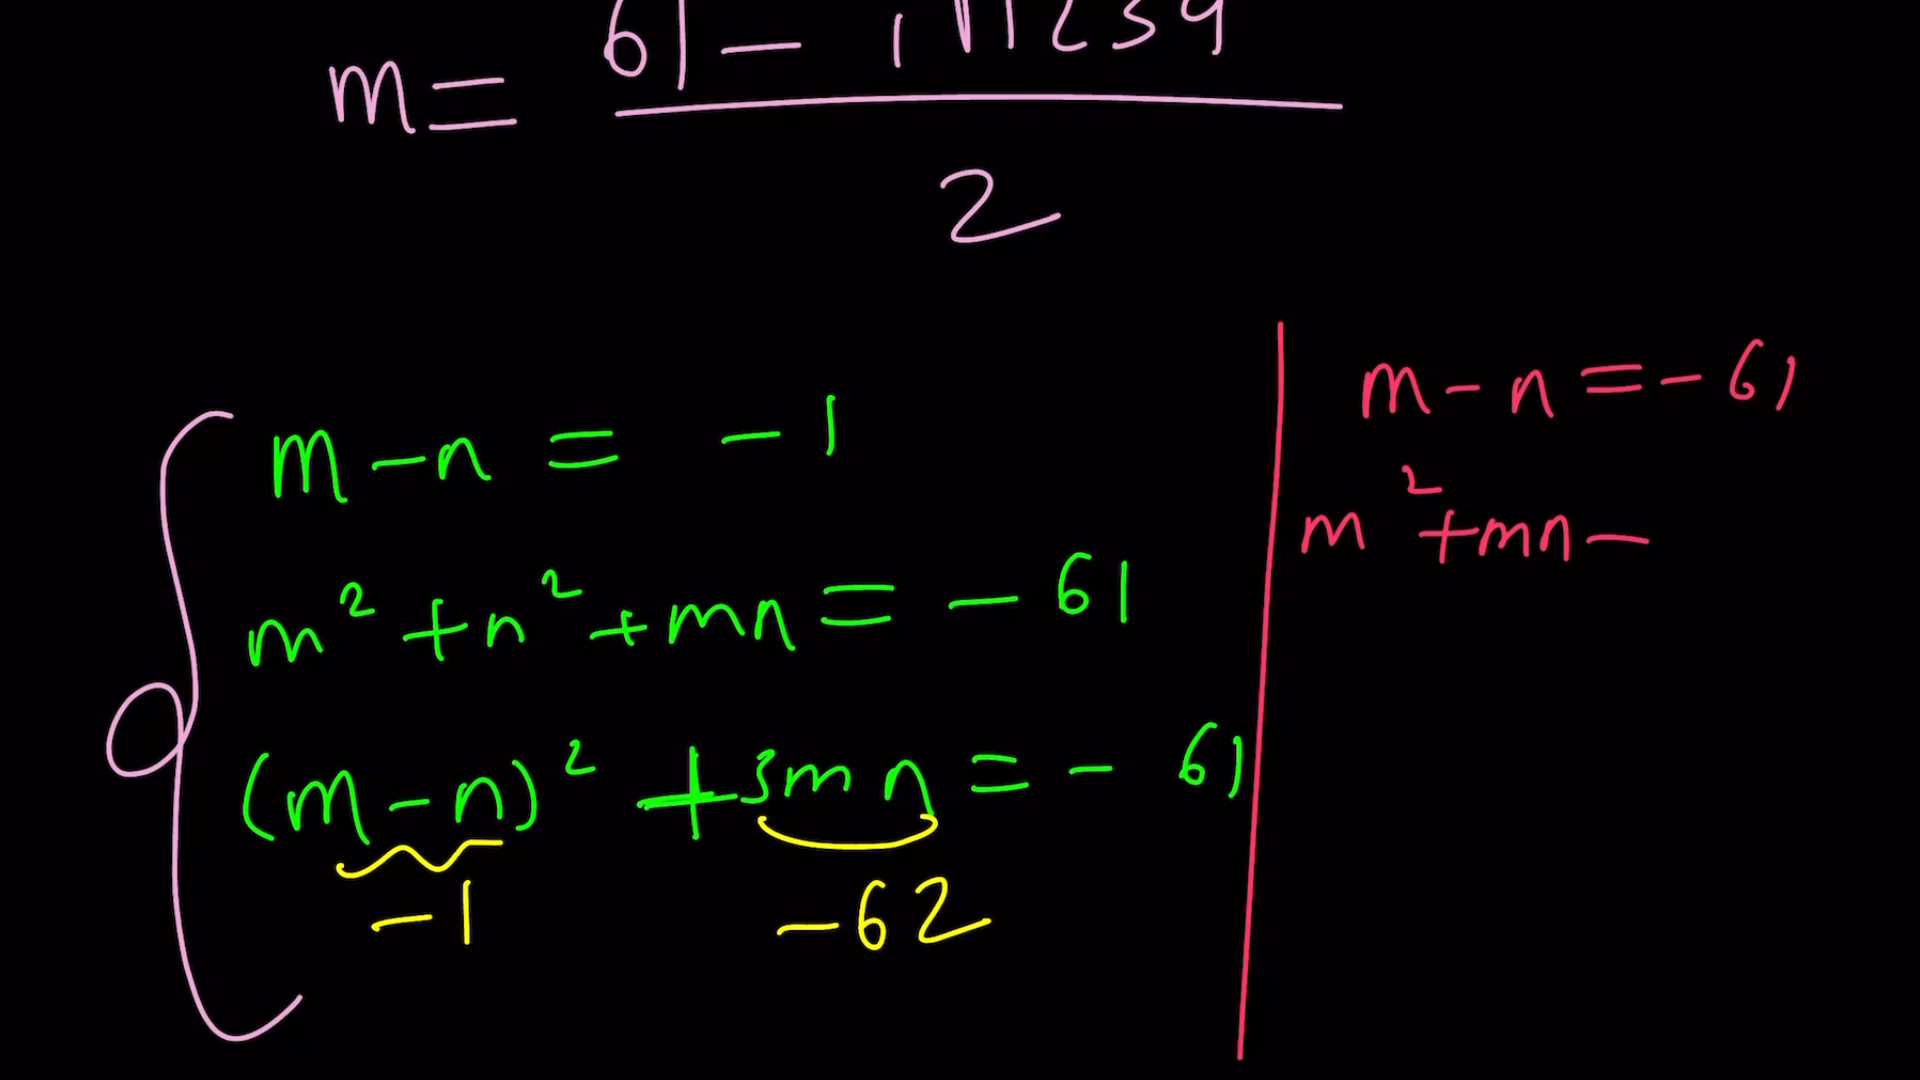 m = 61 - i√1239
2
m - n = - 1
m - n = - 61
m² + mn -
m² + n² + mn = - 61
(m - n)² + 3mn = - 61
- 1 - 62